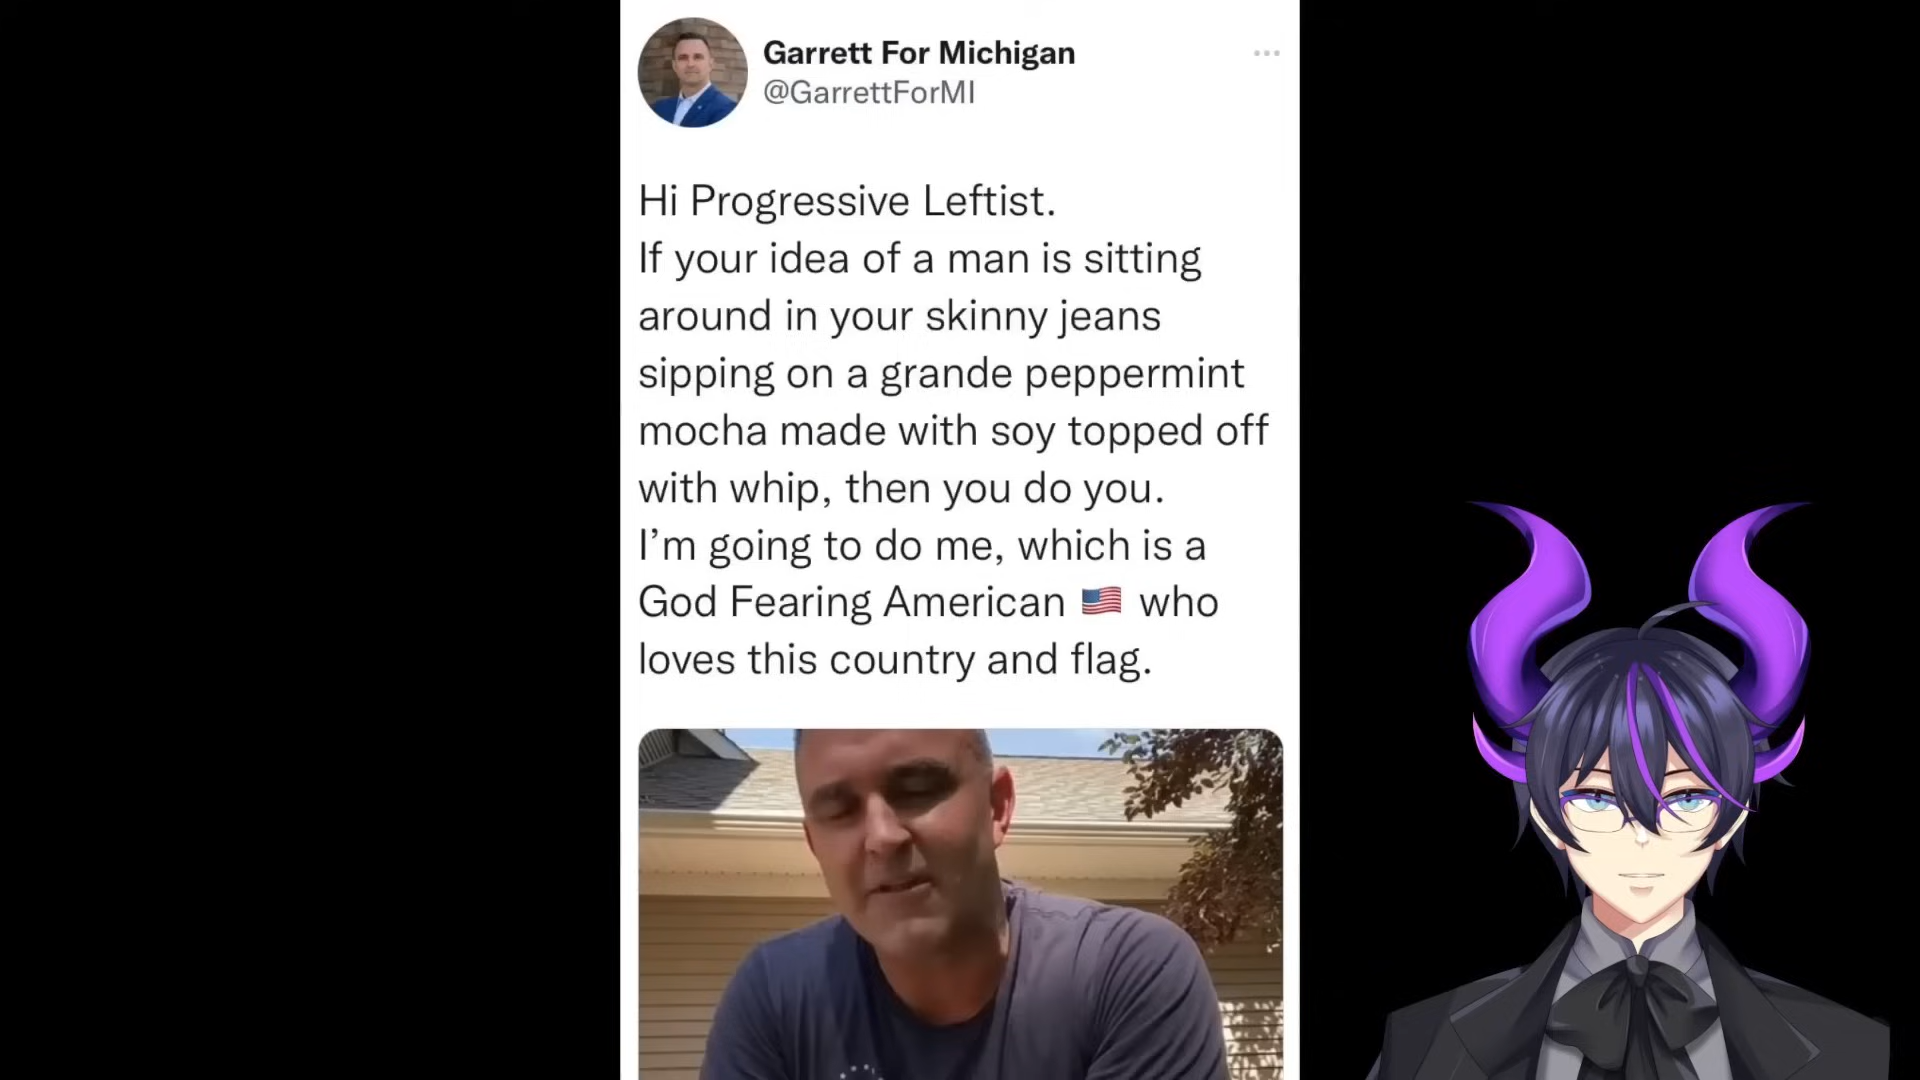 Garrett For Michigan
@GarrettForMI
Hi Progressive Leftist.
If your idea of a man is sitting
around in your skinny jeans
sipping on a grande peppermint
mocha made with soy topped off
with whip, then you do you.
I’m going to do me, which is a
God Fearing American 🇺🇸 who
loves this country and flag.